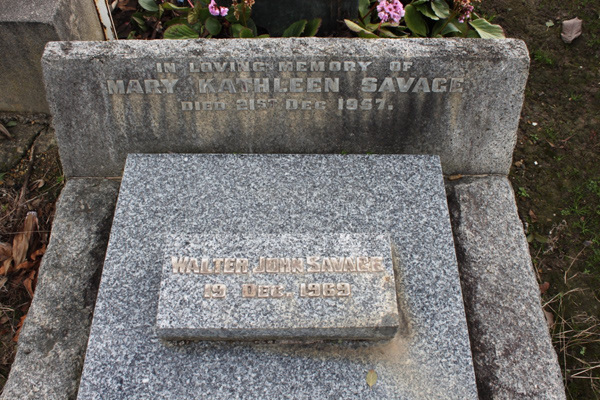 IN LOVING MEMORY OF
MARY KATHLEEN SAVAGE
DIED 21ST DEC 1957.
WALTER JOHN SAVAGE
19 DEC. 1969